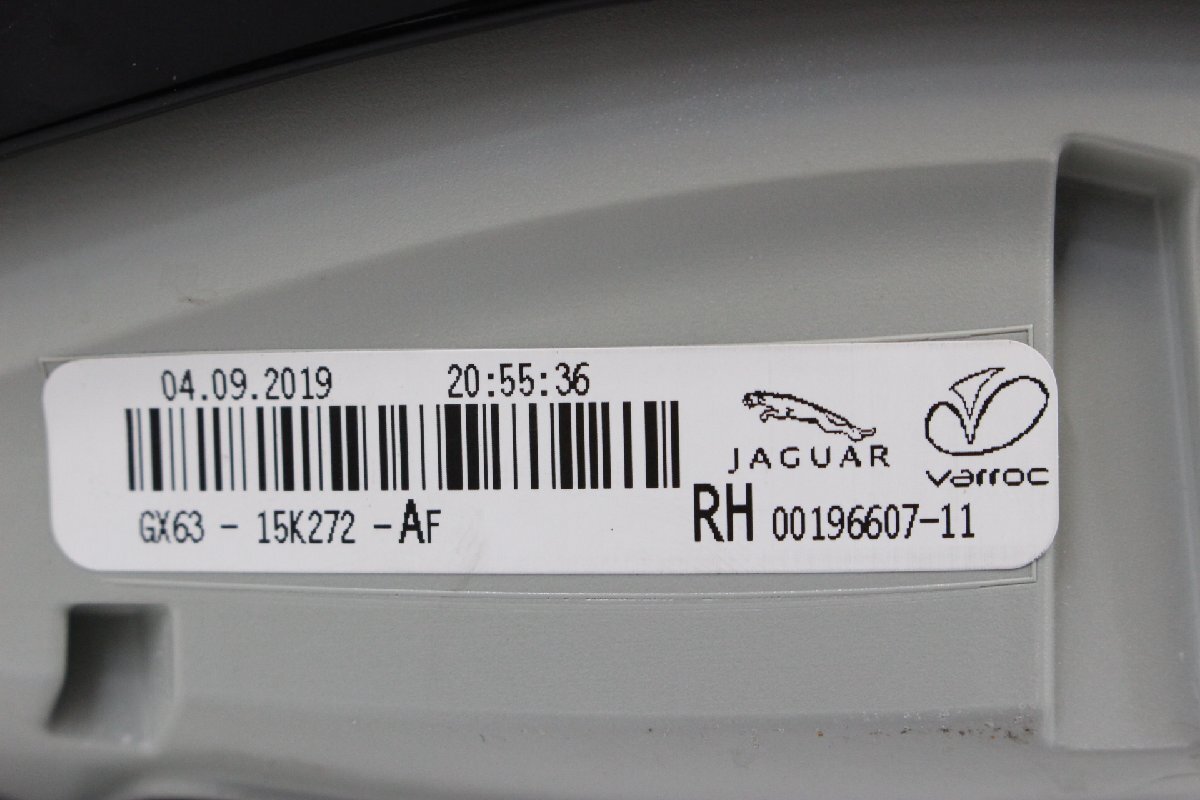 04.09.2019 20:55:36
JAGUAR
varroc
GX63 - 15K272 -AF
RH 00196607-11